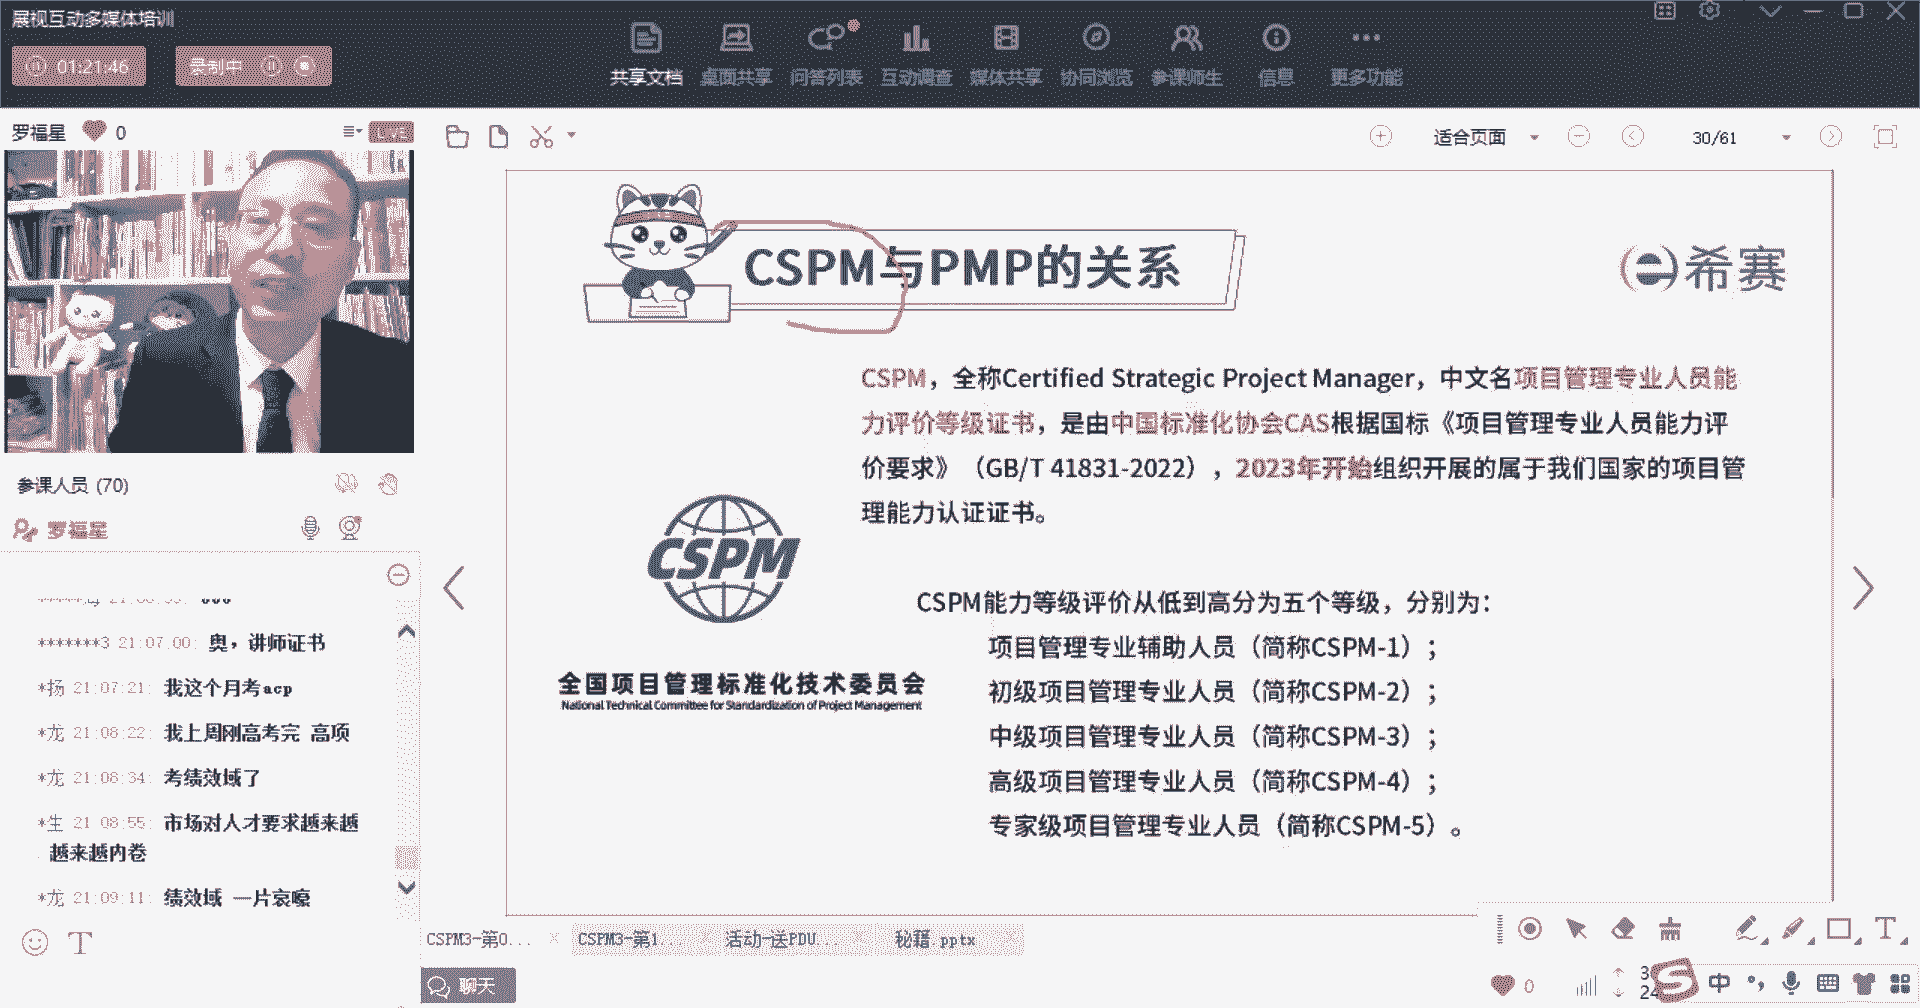 展视互动多媒体培训
01:21:46
录制中
共享文档 桌面共享 问答列表 互动调查 媒体共享 协同浏览 参课师生 信息 更多功能
罗福星 0 LIVE
适合页面 30/61
CSPM与PMP的关系
希赛
CSPM，全称Certified Strategic Project Manager，中文名项目管理专业人员能
力评价等级证书，是由中国标准化协会CAS根据国标《项目管理专业人员能力评
价要求》（GB/T 41831-2022），2023年开始组织开展的属于我们国家的项目管
理能力认证证书。
CSPM
全国项目管理标准化技术委员会
National Technical Committee for Standardization of Project Management
CSPM能力等级评价从低到高分为五个等级，分别为：
项目管理专业辅助人员（简称CSPM-1）；
初级项目管理专业人员（简称CSPM-2）；
中级项目管理专业人员（简称CSPM-3）；
高级项目管理专业人员（简称CSPM-4）；
专家级项目管理专业人员（简称CSPM-5）。
参课人员 (70)
罗福星
*******3 21:07:00: 奥，讲师证书
*扬 21:07:21: 我这个月考acp
*龙 21:08:22: 我上周刚高考完 高项
*龙 21:08:34: 考绩效域了
*生 21:08:55: 市场对人才要求越来越
越来越内卷
*龙 21:09:11: 绩效域 一片哀嚎
CSPM3-第0... CSPM3-第1... 活动-送PDU... 秘籍.pptx
聊天
0
中